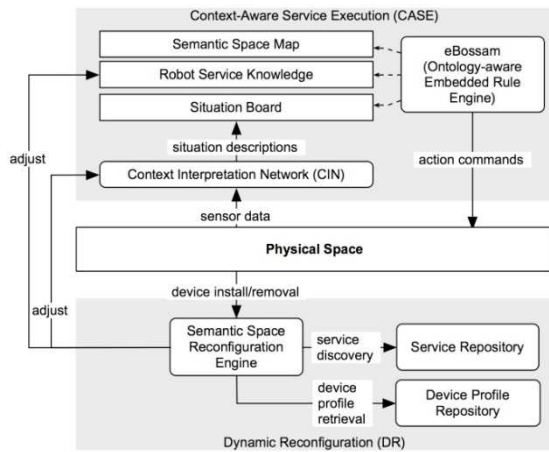 Context-Aware Service Execution (CASE)
Semantic Space Map
Robot Service Knowledge
Situation Board
eBossam
(Ontology-aware
Embedded Rule
Engine)
situation descriptions
action commands
adjust
Context Interpretation Network (CIN)
sensor data
Physical Space
device install/removal
adjust
Semantic Space
Reconfiguration
Engine
service
discovery
Service Repository
device
profile
retrieval
Device Profile
Repository
Dynamic Reconfiguration (DR)